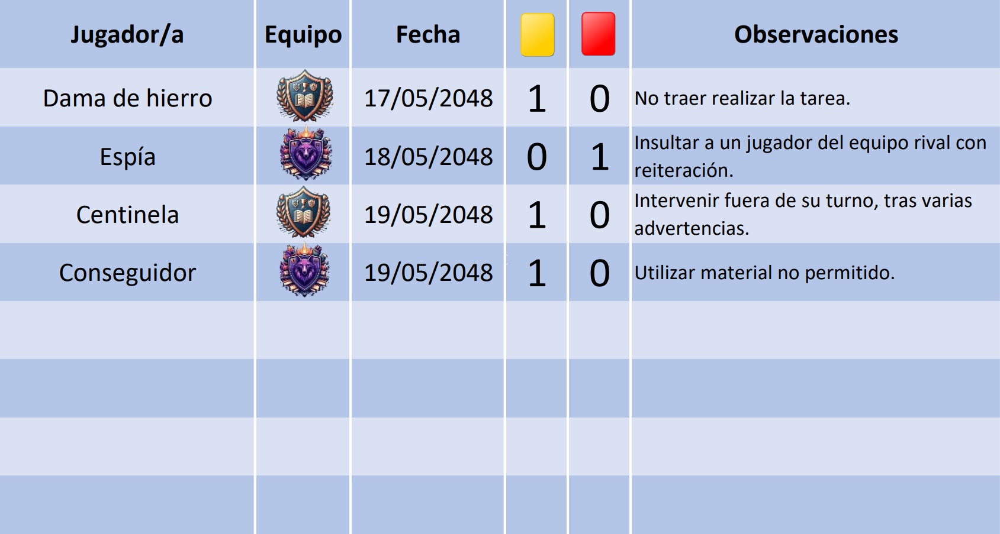 Jugador/a Equipo Fecha Observaciones
Dama de hierro 17/05/2048 1 0 No traer realizar la tarea.
Espía 18/05/2048 0 1 Insultar a un jugador del equipo rival con
reiteración.
Centinela 19/05/2048 1 0 Intervenir fuera de su turno, tras varias
advertencias.
Conseguidor 19/05/2048 1 0 Utilizar material no permitido.